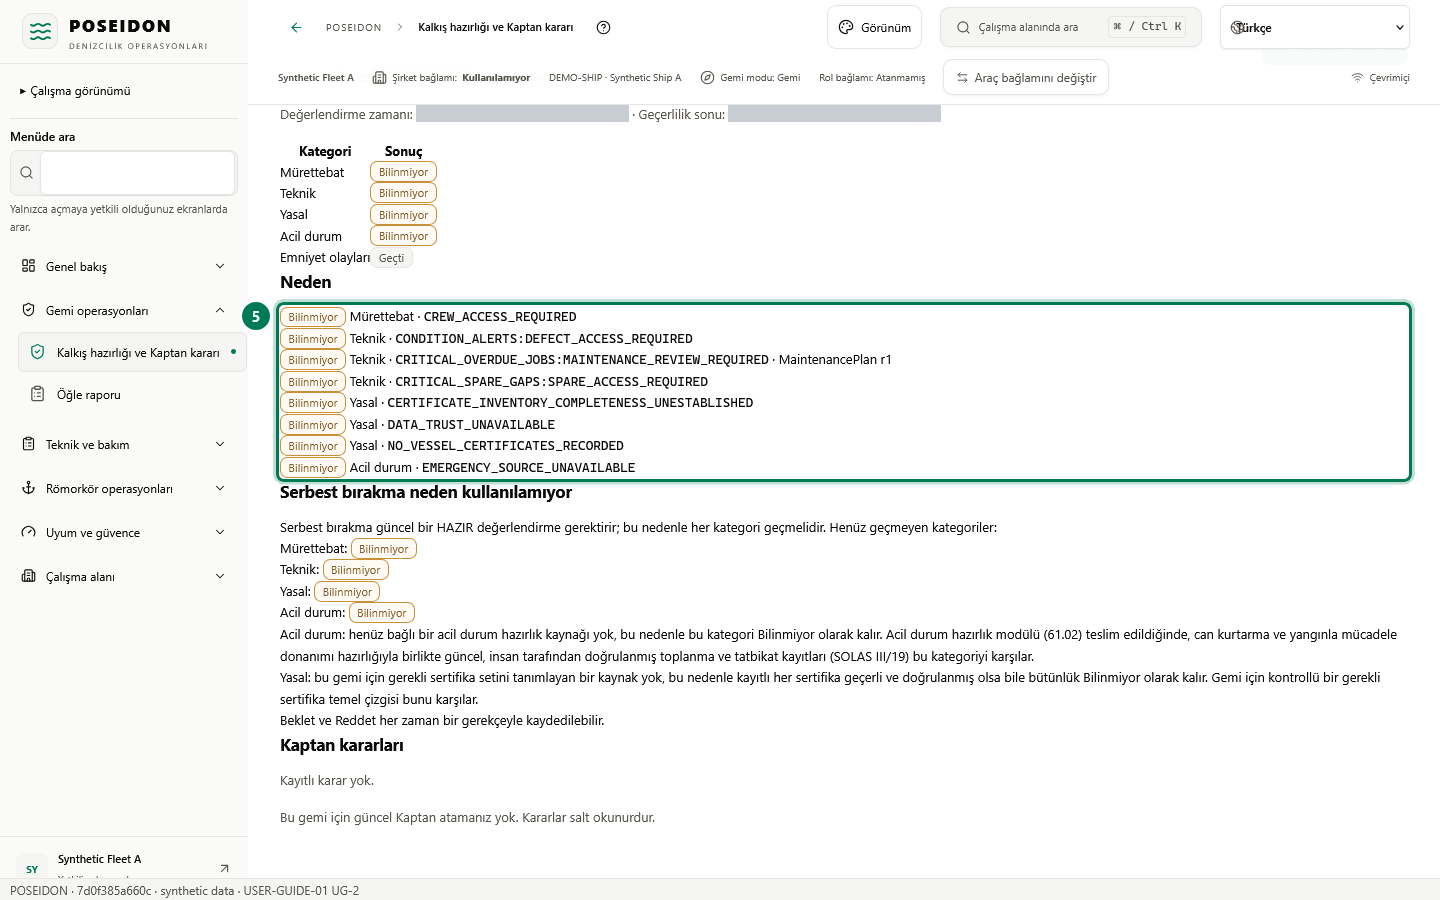 POSEIDON
DENİZCİLİK OPERASYONLARI
POSEIDON
Kalkış hazırlığı ve Kaptan kararı
Görünüm
Çalışma alanında ara
⌘ / Ctrl K
Türkçe
Synthetic Fleet A
Şirket bağlamı: Kullanılamıyor
DEMO-SHIP · Synthetic Ship A
Gemi modu: Gemi
Rol bağlamı: Atanmamış
Araç bağlamını değiştir
Çevrimiçi
Çalışma görünümü
Menüde ara
Yalnızca açmaya yetkili olduğunuz ekranlarda
arar.
Genel bakış
Gemi operasyonları
Kalkış hazırlığı ve Kaptan kararı
Öğle raporu
Teknik ve bakım
Römorkör operasyonları
Uyum ve güvence
Çalışma alanı
SY
Synthetic Fleet A
Değerlendirme zamanı:
· Geçerlilik sonu:
Kategori Sonuç
Mürettebat Bilinmiyor
Teknik Bilinmiyor
Yasal Bilinmiyor
Acil durum Bilinmiyor
Emniyet olayları Geçti
Neden
5
Bilinmiyor Mürettebat · CREW_ACCESS_REQUIRED
Bilinmiyor Teknik · CONDITION_ALERTS:DEFECT_ACCESS_REQUIRED
Bilinmiyor Teknik · CRITICAL_OVERDUE_JOBS:MAINTENANCE_REVIEW_REQUIRED · MaintenancePlan r1
Bilinmiyor Teknik · CRITICAL_SPARE_GAPS:SPARE_ACCESS_REQUIRED
Bilinmiyor Yasal · CERTIFICATE_INVENTORY_COMPLETENESS_UNESTABLISHED
Bilinmiyor Yasal · DATA_TRUST_UNAVAILABLE
Bilinmiyor Yasal · NO_VESSEL_CERTIFICATES_RECORDED
Bilinmiyor Acil durum · EMERGENCY_SOURCE_UNAVAILABLE
Serbest bırakma neden kullanılamıyor
Serbest bırakma güncel bir HAZIR değerlendirme gerektirir; bu nedenle her kategori geçmelidir. Henüz geçmeyen kategoriler:
Mürettebat: Bilinmiyor
Teknik: Bilinmiyor
Yasal: Bilinmiyor
Acil durum: Bilinmiyor
Acil durum: henüz bağlı bir acil durum hazırlık kaynağı yok, bu nedenle bu kategori Bilinmiyor olarak kalır. Acil durum hazırlık modülü (61.02) teslim edildiğinde, can kurtarma ve yangınla mücadele
donanımı hazırlığıyla birlikte güncel, insan tarafından doğrulanmış toplanma ve tatbikat kayıtları (SOLAS III/19) bu kategoriyi karşılar.
Yasal: bu gemi için gerekli sertifika setini tanımlayan bir kaynak yok, bu nedenle kayıtlı her sertifika geçerli ve doğrulanmış olsa bile bütünlük Bilinmiyor olarak kalır. Gemi için kontrollü bir gerekli
sertifika temel çizgisi bunu karşılar.
Beklet ve Reddet her zaman bir gerekçeyle kaydedilebilir.
Kaptan kararları
Kayıtlı karar yok.
Bu gemi için güncel Kaptan atamanız yok. Kararlar salt okunurdur.
POSEIDON · 7d0f385a660c · synthetic data · USER-GUIDE-01 UG-2